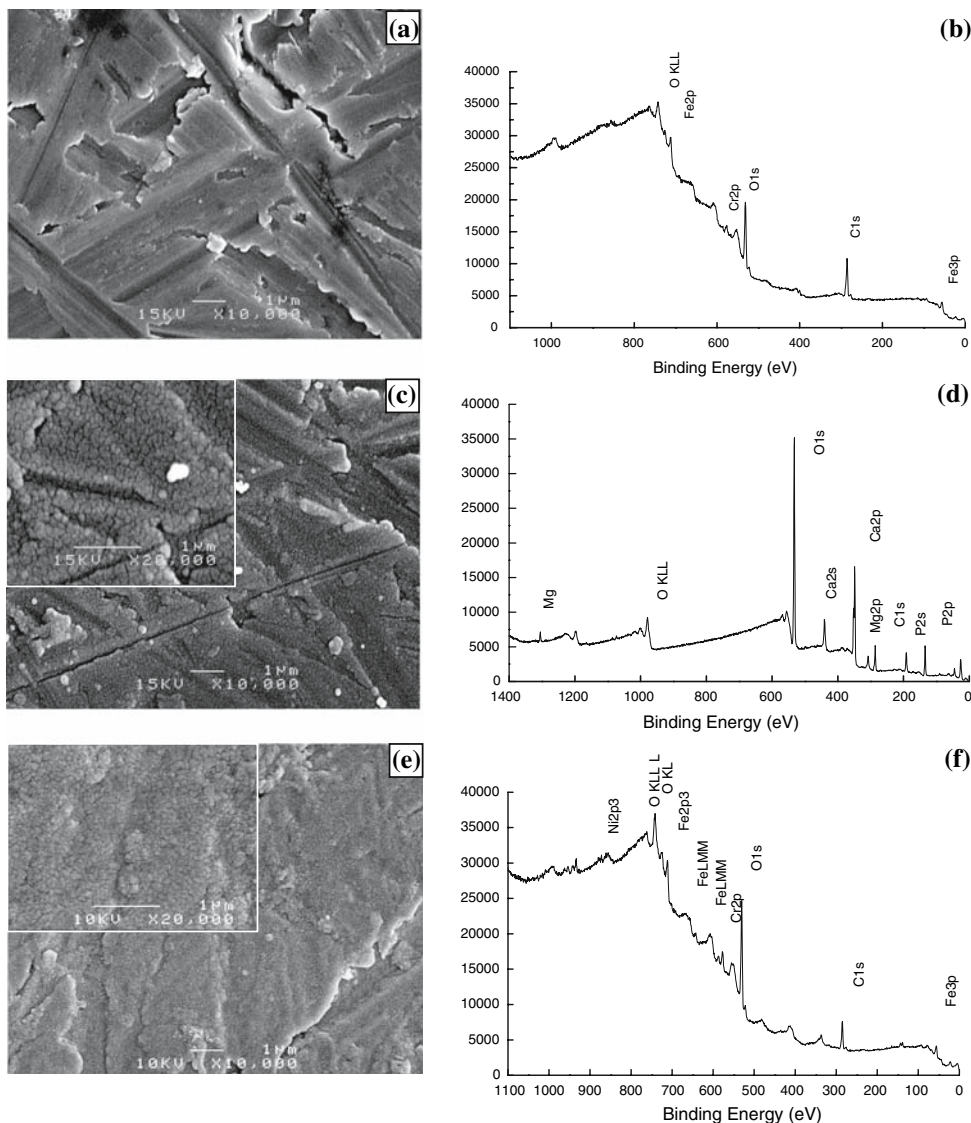 (a)
15KV X10,000 1µm
(b)
40000
35000
30000
25000
20000
15000
10000
5000
0
O KLL
Fe2p
Cr2p
O1s
C1s
Fe3p
1000 800 600 400 200 0
Binding Energy (eV)
(c)
1µm
15KV X20,000
1µm
15KV X10,000
(d)
40000
35000
30000
25000
20000
15000
10000
5000
0
Mg
O KLL
O1s
Ca2s
Ca2p
Mg2p
C1s
P2s
P2p
1400 1200 1000 800 600 400 200 0
Binding Energy (eV)
(e)
1µm
10KV X20,000
1µm
10KV X10,000
(f)
40000
35000
30000
25000
20000
15000
10000
5000
0
Ni2p3
O KLL L
O KL
Fe2p3
FeLMM
FeLMM
Cr2p
O1s
C1s
Fe3p
1100 1000 900 800 700 600 500 400 300 200 100 0
Binding Energy (eV)